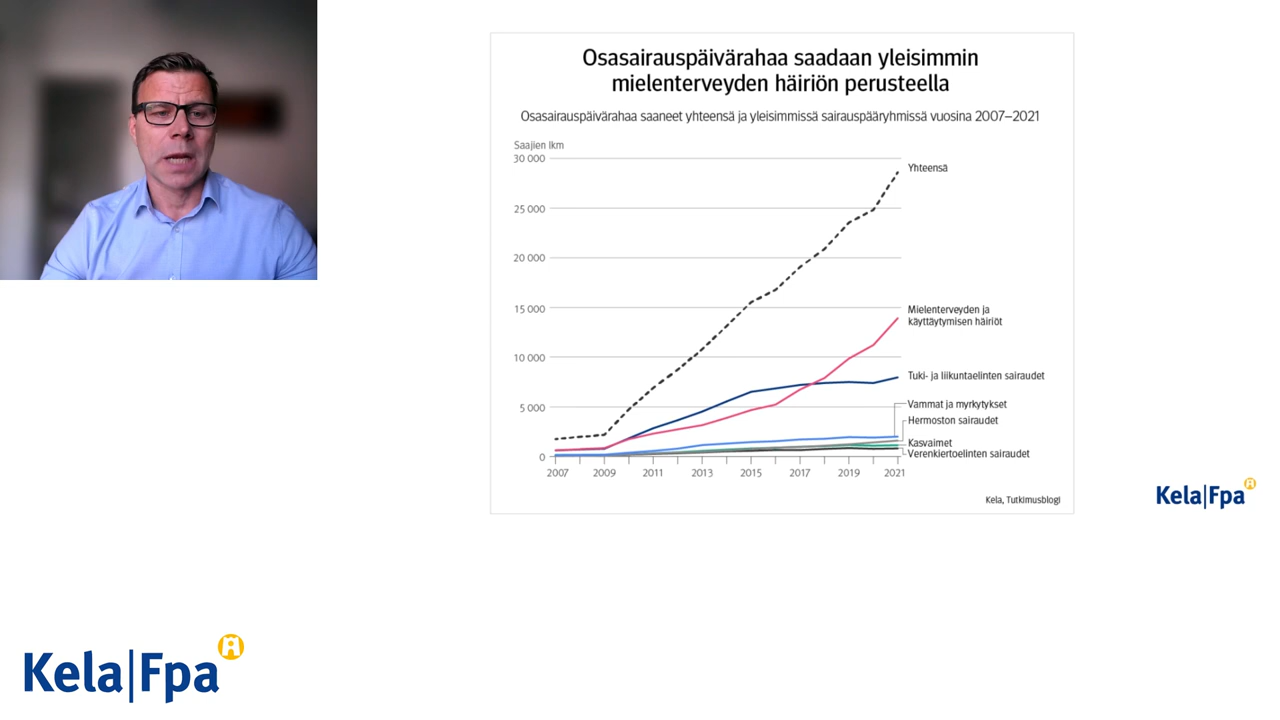 Osasairauspäivärahaa saadaan yleisimmin
mielenterveyden häiriön perusteella
Osasairauspäivärahaa saaneet yhteensä ja yleisimmissä sairauspääryhmissä vuosina 2007–2021
Saajien lkm
30 000
25 000
20 000
15 000
10 000
5 000
0
2007
2009
2011
2013
2015
2017
2019
2021
Yhteensä
Mielenterveyden ja
käyttäytymisen häiriöt
Tuki- ja liikuntaelinten sairaudet
Vammat ja myrkytykset
Hermoston sairaudet
Kasvaimet
Verenkiertoelinten sairaudet
Kela, Tutkimusblogi
Kela|Fpa
Kela|Fpa